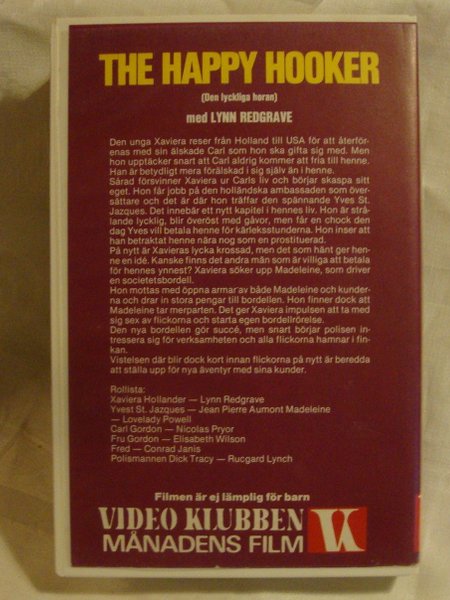 THE HAPPY HOOKER
(Den lyckliga horan)
med LYNN REDGRAVE
Den unga Xaviera reser från Holland till USA för att återför-
enas med sin älskade Carl som hon ska gifta sig med. Men
hon upptäcker snart att Carl aldrig kommer att fria till henne.
Han är betydligt mera förälskad i sig själv än i henne.
Sårad försvinner Xaviera ur Carls liv och börjar skapa sitt
eget. Hon får jobb på den holländska ambassaden som över-
sättare och det är där hon träffar den spännande Yves St.
Jazques. Det innebär ett nytt kapitel i hennes liv. Hon är strå-
lande lycklig, blir överöst med gåvor, men får en chock den
dag Yves vill betala henne för kärleksstunderna. Hon inser att
han betraktat henne nära nog som en prostituerad.
På nytt är Xavieras lycka krossad, men det som hänt ger hen-
ne en idé. Kanske finns det andra män som är villiga att betala
för hennes ynnest? Xaviera söker upp Madeleine, som driver
en societetsbordell.
Hon mottas med öppna armar av både Madeleine och kunder-
na och drar in stora pengar till bordellen. Hon finner dock att
Madeleine tar merparten. Det ger Xaviera impulsen att ta med
sig sex av flickorna och starta egen bordellrörelse.
Den nya bordellen gör succé, men snart börjar polisen in-
tressera sig för verksamheten och alla flickorna hamnar i fin-
kan.
Vistelsen där blir dock kort innan flickorna på nytt är beredda
att ställa upp för nya äventyr med sina kunder.
Rollista:
Xaviera Hollander — Lynn Redgrave
Yvest St. Jazques — Jean Pierre Aumont Madeleine
— Lovelady Powell
Carl Gordon — Nicolas Pryor
Fru Gordon — Elisabeth Wilson
Fred — Conrad Janis
Polismannen Dick Tracy — Rucgard Lynch
Filmen är ej lämplig för barn
VIDEO KLUBBEN
MÅNADENS FILM
VK